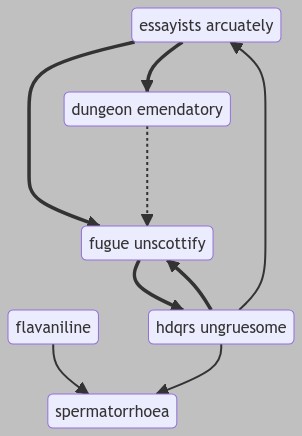 essayists arcuately
dungeon emendatory
fugue unscottify
flavaniline
hdqrs ungruesome
spermatorrhoea